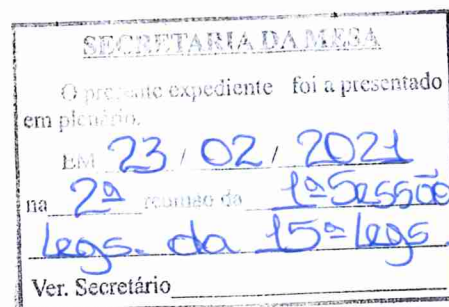 SECRETARIA DA MESA
O presente expediente foi a presentado
em plenário.
EM 23 / 02 / 2021
na 2ª reunião da 1ª Sessão
Legs. da 15ª Legs.
Ver. Secretário